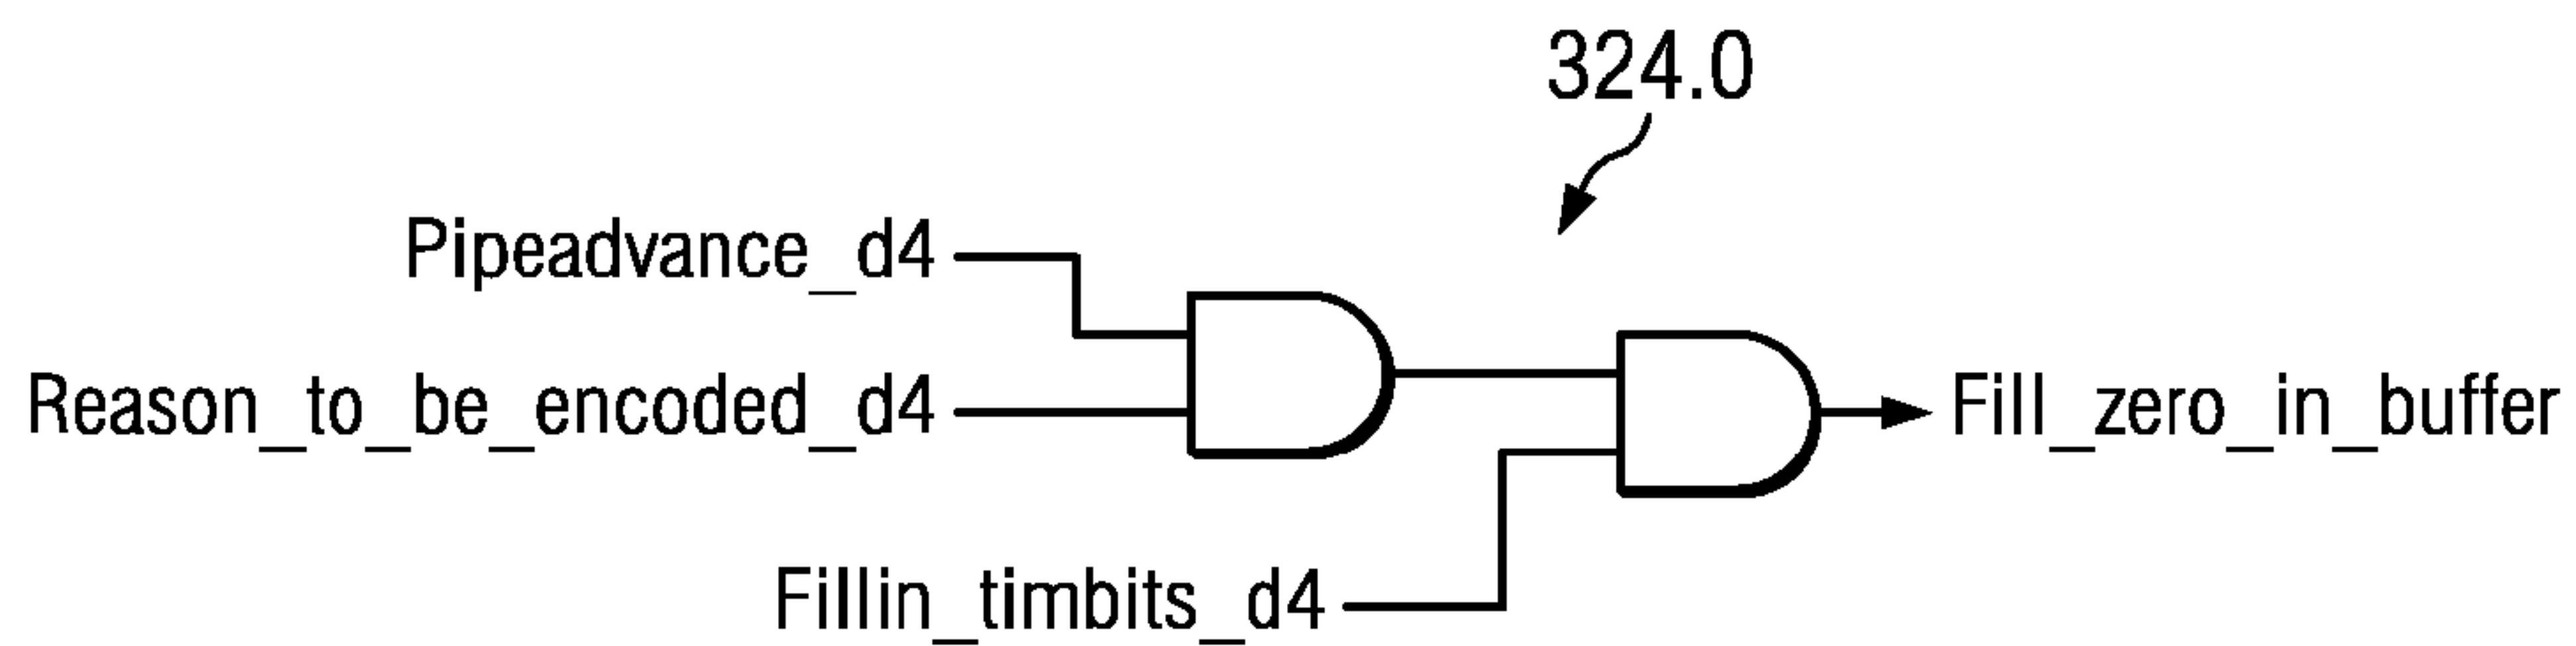 324.0
Pipeadvance_d4
Reason_to_be_encoded_d4
Fill_zero_in_buffer
Fillin_timbits_d4